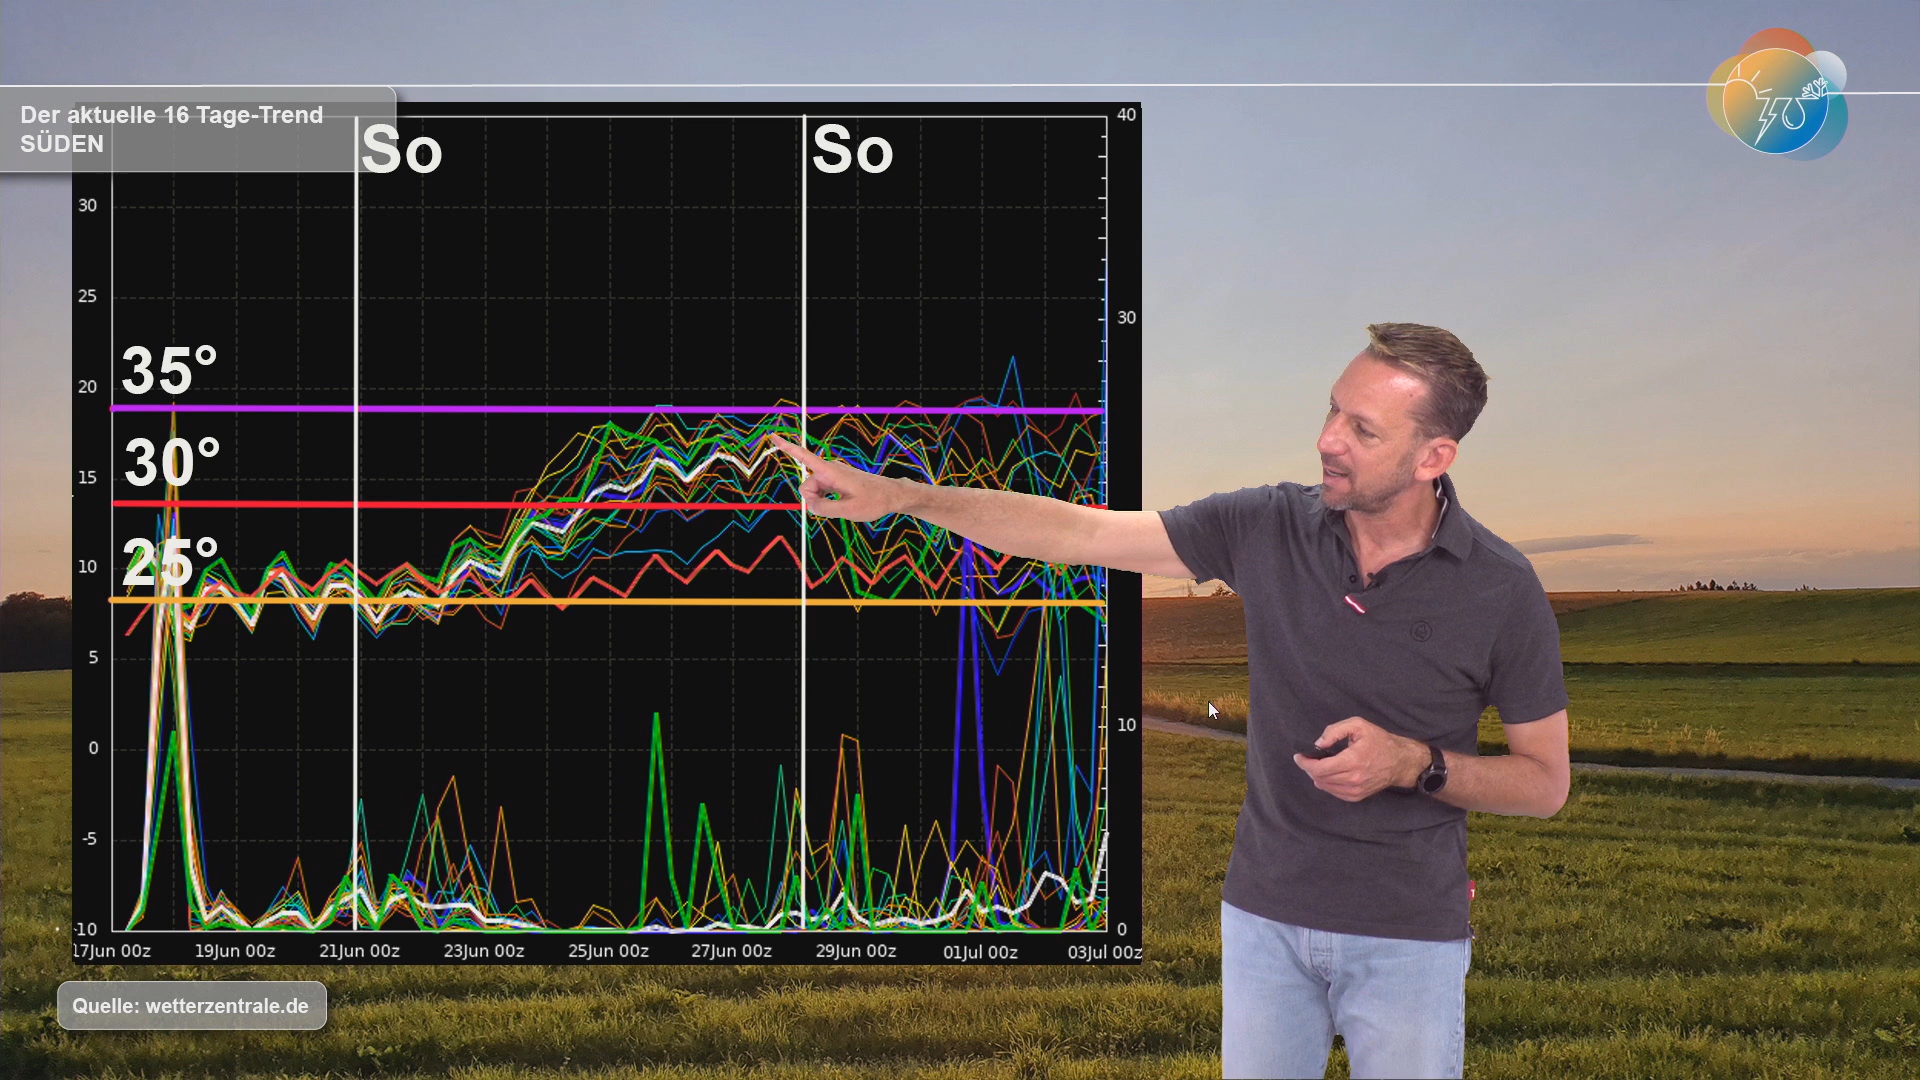 Der aktuelle 16 Tage-Trend
SÜDEN
So
So
40
30
30
25
35°
20
30°
15
25°
10
5
0
10
-5
-10
0
17Jun 00z
19Jun 00z
21Jun 00z
23Jun 00z
25Jun 00z
27Jun 00z
29Jun 00z
01Jul 00z
03Jul 00z
Quelle: wetterzentrale.de